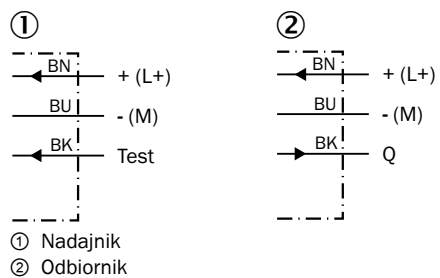 ① ②
BN + (L+) BN + (L+)
BU - (M) BU - (M)
BK Test BK Q
① Nadajnik
② Odbiornik